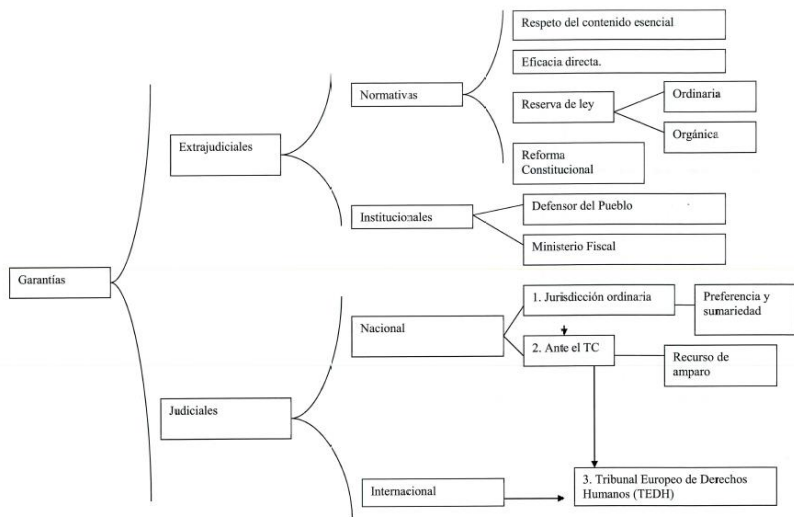 Respeto del contenido esencial
Eficacia directa.
Normativas
Reserva de ley
Ordinaria
Orgánica
Extrajudiciales
Reforma
Constitucional
Institucionales
Defensor del Pueblo
Ministerio Fiscal
Garantías
1. Jurisdicción ordinaria
Preferencia y
sumariedad
Nacional
2. Ante el TC
Recurso de
amparo
Judiciales
Internacional
3. Tribunal Europeo de Derechos
Humanos (TEDH)